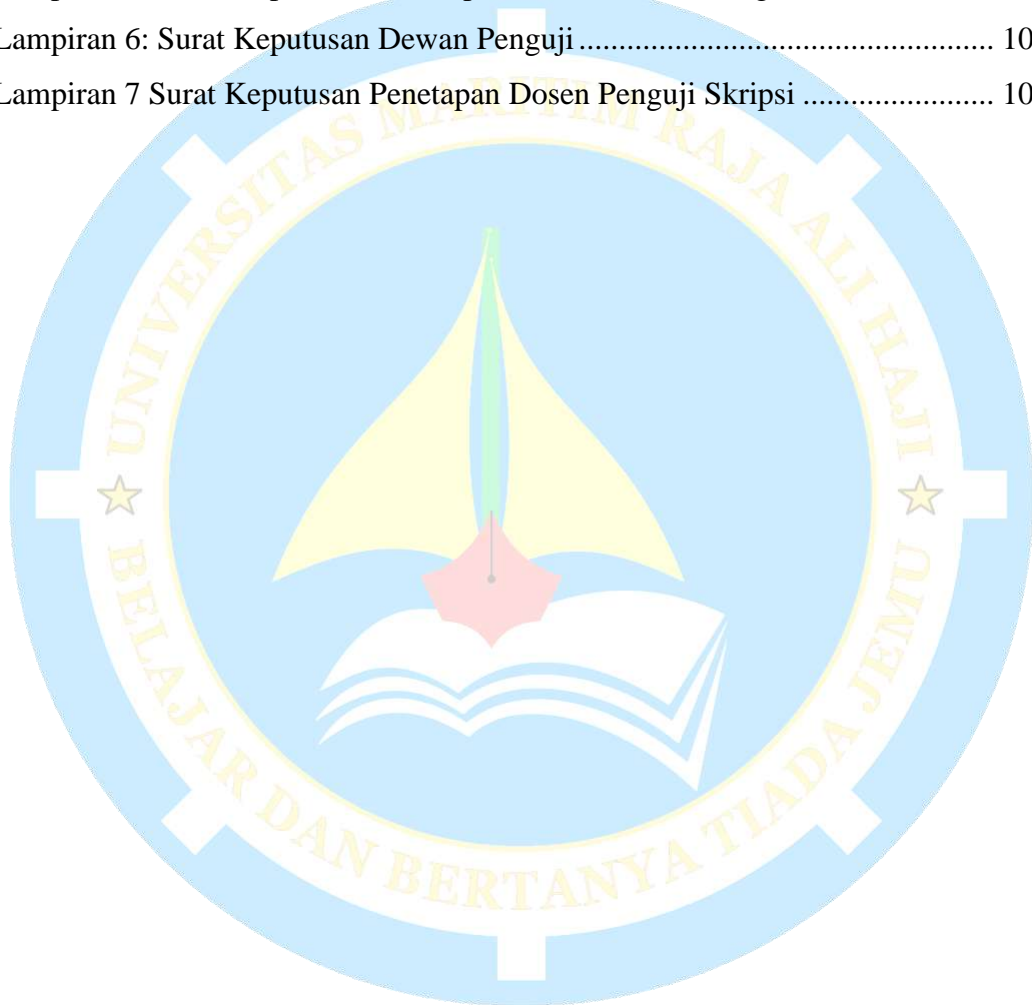 Lampiran 6: Surat Keputusan Dewan Penguji .................................................... 10
Lampiran 7 Surat Keputusan Penetapan Dosen Penguji Skripsi ........................ 10
UNIVERSITAS MARITIM RAJA ALI HAJI
BELAJAR DAN BERTANYA TIADA JEMU